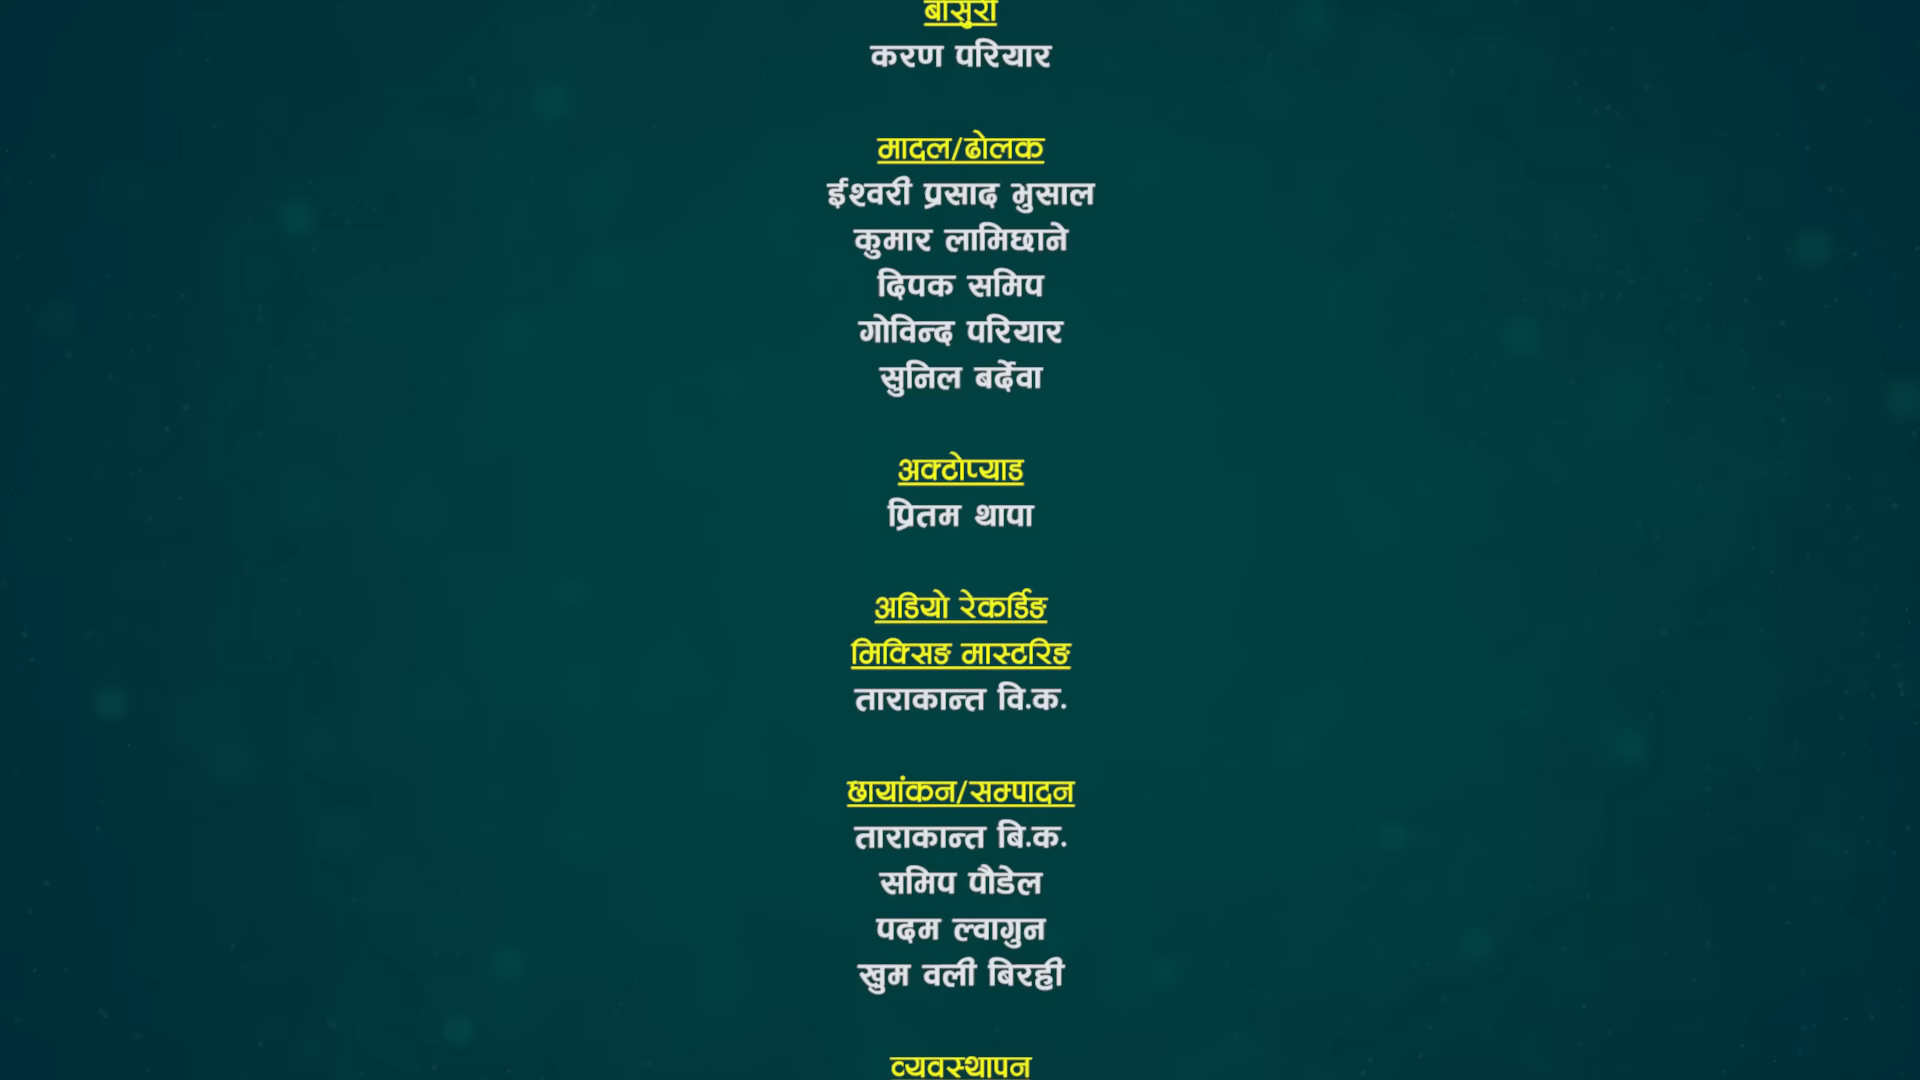 बाँसुरी
करण परियार
मादल/ढोलक
ईश्वरी प्रसाद भुसाल
कुमार लामिछाने
दिपक समिप
गोविन्द परियार
सुनिल बर्देवा
अक्टोप्याड
प्रितम थापा
अडियो रेकर्डिङ
मिक्सिङ मास्टरिङ
ताराकान्त वि.क.
छायांकन/सम्पादन
ताराकान्त बि.क.
समिप पौडेल
पदम ल्वागुन
खुम वली बिरही
व्यवस्थापन